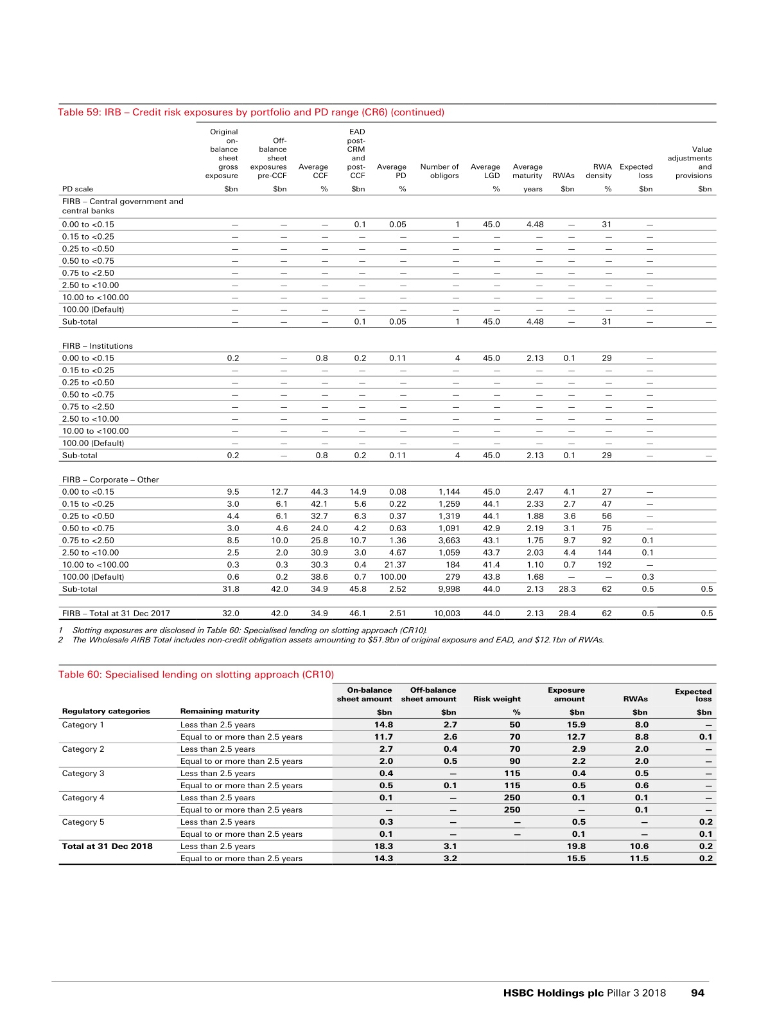 Table 59: IRB – Credit risk exposures by portfolio and PD range (CR6) (continued)
PD scale | Original on-balance sheet gross exposure $bn | Off-balance sheet exposures pre-CCF $bn | Average CCF % | EAD post-CRM and post-CCF $bn | Average PD % | Number of obligors | Average LGD % | Average maturity years | RWAs $bn | RWA density % | Expected loss $bn | Value adjustments and provisions $bn
FIRB – Central government and central banks
0.00 to <0.15 – – – 0.1 0.05 1 45.0 4.48 – 31 –
0.15 to <0.25 – – – – – – – – – – –
0.25 to <0.50 – – – – – – – – – – –
0.50 to <0.75 – – – – – – – – – – –
0.75 to <2.50 – – – – – – – – – – –
2.50 to <10.00 – – – – – – – – – – –
10.00 to <100.00 – – – – – – – – – – –
100.00 (Default) – – – – – – – – – – –
Sub-total – – – 0.1 0.05 1 45.0 4.48 – 31 – –
FIRB – Institutions
0.00 to <0.15 0.2 – 0.8 0.2 0.11 4 45.0 2.13 0.1 29 –
0.15 to <0.25 – – – – – – – – – – –
0.25 to <0.50 – – – – – – – – – – –
0.50 to <0.75 – – – – – – – – – – –
0.75 to <2.50 – – – – – – – – – – –
2.50 to <10.00 – – – – – – – – – – –
10.00 to <100.00 – – – – – – – – – – –
100.00 (Default) – – – – – – – – – – –
Sub-total 0.2 – 0.8 0.2 0.11 4 45.0 2.13 0.1 29 – –
FIRB – Corporate – Other
0.00 to <0.15 9.5 12.7 44.3 14.9 0.08 1,144 45.0 2.47 4.1 27 –
0.15 to <0.25 3.0 6.1 42.1 5.6 0.22 1,259 44.1 2.33 2.7 47 –
0.25 to <0.50 4.4 6.1 32.7 6.3 0.37 1,319 44.1 1.88 3.6 56 –
0.50 to <0.75 3.0 4.6 24.0 4.2 0.63 1,091 42.9 2.19 3.1 75 –
0.75 to <2.50 8.5 10.0 25.8 10.7 1.36 3,663 43.1 1.75 9.7 92 0.1
2.50 to <10.00 2.5 2.0 30.9 3.0 4.67 1,059 43.7 2.03 4.4 144 0.1
10.00 to <100.00 0.3 0.3 30.3 0.4 21.37 184 41.4 1.10 0.7 192 –
100.00 (Default) 0.6 0.2 38.6 0.7 100.00 279 43.8 1.68 – – 0.3
Sub-total 31.8 42.0 34.9 45.8 2.52 9,998 44.0 2.13 28.3 62 0.5 0.5
FIRB – Total at 31 Dec 2017 32.0 42.0 34.9 46.1 2.51 10,003 44.0 2.13 28.4 62 0.5 0.5
1 Slotting exposures are disclosed in Table 60: Specialised lending on slotting approach (CR10).
2 The Wholesale AIRB Total includes non-credit obligation assets amounting to $51.9bn of original exposure and EAD, and $12.1bn of RWAs.
Table 60: Specialised lending on slotting approach (CR10)
On-balance sheet amount | Off-balance sheet amount | Risk weight | Exposure amount | RWAs | Expected loss
Regulatory categories Remaining maturity $bn $bn % $bn $bn $bn
Category 1 Less than 2.5 years 14.8 2.7 50 15.9 8.0 –
Equal to or more than 2.5 years 11.7 2.6 70 12.7 8.8 0.1
Category 2 Less than 2.5 years 2.7 0.4 70 2.9 2.0 –
Equal to or more than 2.5 years 2.0 0.5 90 2.2 2.0 –
Category 3 Less than 2.5 years 0.4 – 115 0.4 0.5 –
Equal to or more than 2.5 years 0.5 0.1 115 0.5 0.6 –
Category 4 Less than 2.5 years 0.1 – 250 0.1 0.1 –
Equal to or more than 2.5 years – – 250 – 0.1 –
Category 5 Less than 2.5 years 0.3 – – 0.5 – 0.2
Equal to or more than 2.5 years 0.1 – – 0.1 – 0.1
Total at 31 Dec 2018 Less than 2.5 years 18.3 3.1 19.8 10.6 0.2
Equal to or more than 2.5 years 14.3 3.2 15.5 11.5 0.2
HSBC Holdings plc Pillar 3 2018 94